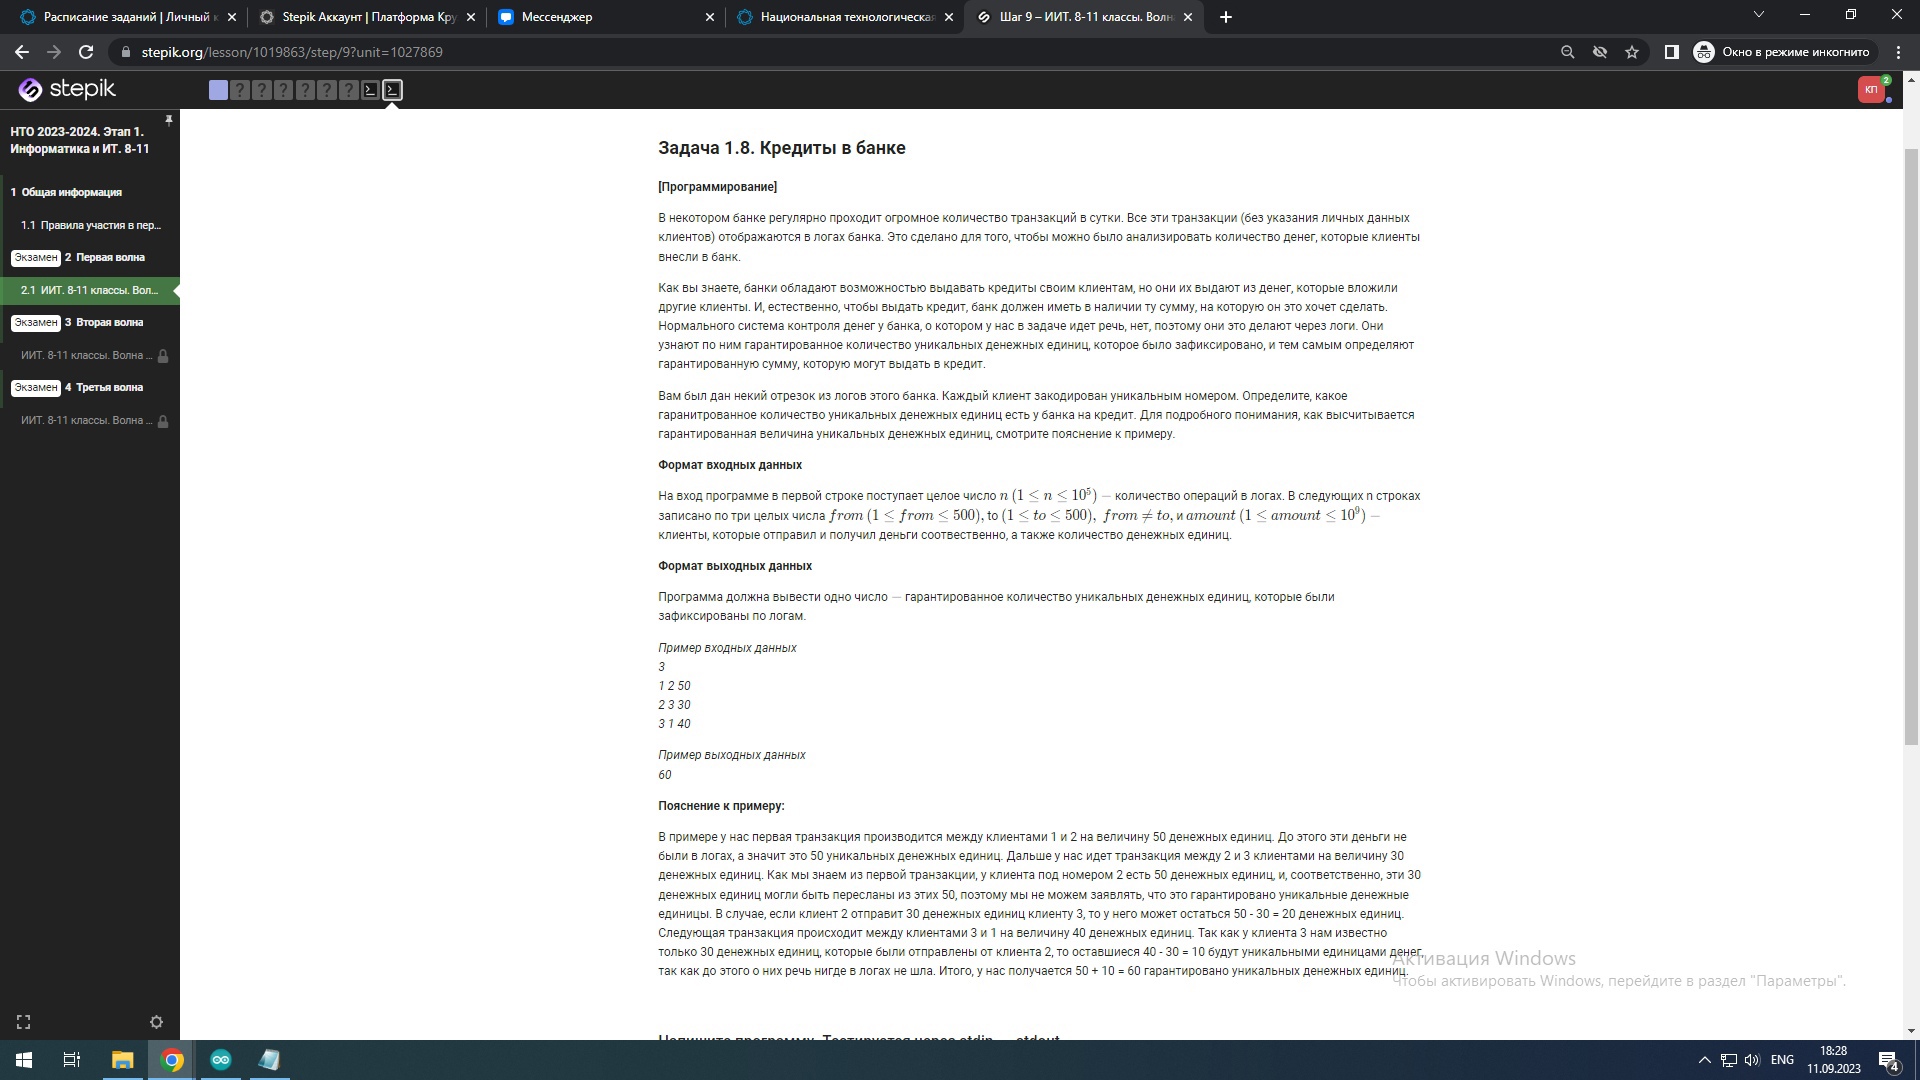 Расписание заданий | Личный к
Stepik Аккаунт | Платформа Кру
Мессенджер
Национальная технологическая
Шаг 9 – ИИТ. 8-11 классы. Волн
stepik.org/lesson/1019863/step/9?unit=1027869
Окно в режиме инкогнито
stepik
? ? ? ? ? ?
КП
2
НТО 2023-2024. Этап 1.
Информатика и ИТ. 8-11
1 Общая информация
1.1 Правила участия в пер...
Экзамен 2 Первая волна
2.1 ИИТ. 8-11 классы. Вол...
Экзамен 3 Вторая волна
ИИТ. 8-11 классы. Волна ...
Экзамен 4 Третья волна
ИИТ. 8-11 классы. Волна ...
Задача 1.8. Кредиты в банке
[Программирование]
В некотором банке регулярно проходит огромное количество транзакций в сутки. Все эти транзакции (без указания личных данных
клиентов) отображаются в логах банка. Это сделано для того, чтобы можно было анализировать количество денег, которые клиенты
внесли в банк.
Как вы знаете, банки обладают возможностью выдавать кредиты своим клиентам, но они их выдают из денег, которые вложили
другие клиенты. И, естественно, чтобы выдать кредит, банк должен иметь в наличии ту сумму, на которую он это хочет сделать.
Нормального система контроля денег у банка, о котором у нас в задаче идет речь, нет, поэтому они это делают через логи. Они
узнают по ним гарантированное количество уникальных денежных единиц, которое было зафиксировано, и тем самым определяют
гарантированную сумму, которую могут выдать в кредит.
Вам был дан некий отрезок из логов этого банка. Каждый клиент закодирован уникальным номером. Определите, какое
гаранитрованное количество уникальных денежных единиц есть у банка на кредит. Для подробного понимания, как высчитывается
гарантированная величина уникальных денежных единиц, смотрите пояснение к примеру.
Формат входных данных
На вход программе в первой строке поступает целое число n (1 ≤ n ≤ 10⁵) — количество операций в логах. В следующих n строках
записано по три целых числа from (1 ≤ from ≤ 500), to (1 ≤ to ≤ 500), from ≠ to, и amount (1 ≤ amount ≤ 10⁹) —
клиенты, которые отправил и получил деньги соотвественно, а также количество денежных единиц.
Формат выходных данных
Программа должна вывести одно число — гарантированное количество уникальных денежных единиц, которые были
зафиксированы по логам.
Пример входных данных
3
1 2 50
2 3 30
3 1 40
Пример выходных данных
60
Пояснение к примеру:
В примере у нас первая транзакция производится между клиентами 1 и 2 на величину 50 денежных единиц. До этого эти деньги не
были в логах, а значит это 50 уникальных денежных единиц. Дальше у нас идет транзакция между 2 и 3 клиентами на величину 30
денежных единиц. Как мы знаем из первой транзакции, у клиента под номером 2 есть 50 денежных единиц, и, соответственно, эти 30
денежных единиц могли быть пересланы из этих 50, поэтому мы не можем заявлять, что это гарантировано уникальные денежные
единицы. В случае, если клиент 2 отправит 30 денежных единиц клиенту 3, то у него может остаться 50 - 30 = 20 денежных единиц.
Следующая транзакция происходит между клиентами 3 и 1 на величину 40 денежных единиц. Так как у клиента 3 нам известно
только 30 денежных единиц, которые были отправлены от клиента 2, то оставшиеся 40 - 30 = 10 будут уникальными единицами денег,
так как до этого о них речь нигде в логах не шла. Итого, у нас получается 50 + 10 = 60 гарантировано уникальных денежных единиц.
Активация Windows
Чтобы активировать Windows, перейдите в раздел "Параметры".
Напишите программу. Тестируется через stdin → stdout
ENG
18:28
11.09.2023
4